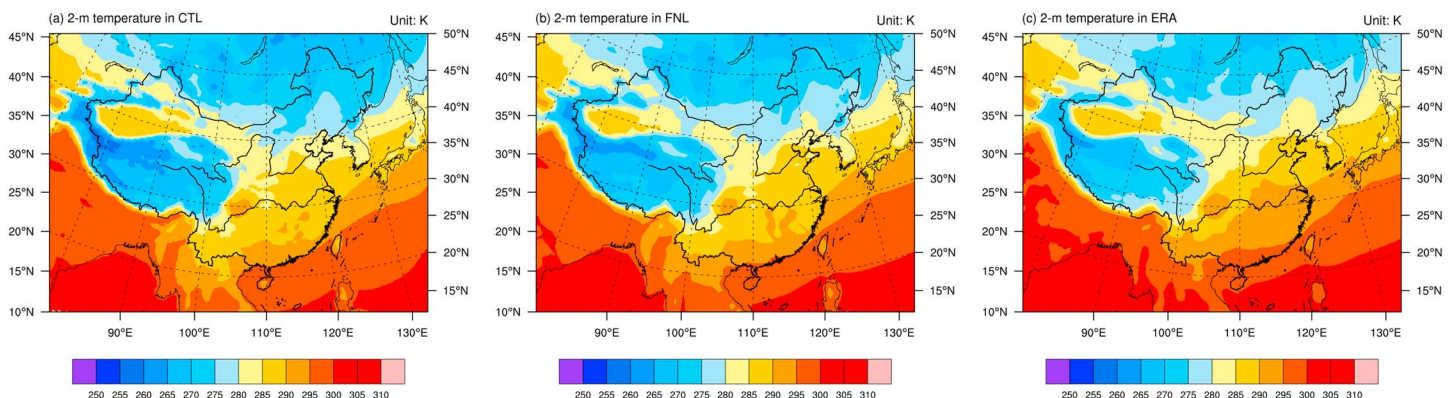 (a) 2-m temperature in CTL Unit: K
45°N
40°N
35°N
30°N
25°N
20°N
15°N
10°N
50°N
45°N
40°N
35°N
30°N
25°N
20°N
15°N
90°E 100°E 110°E 120°E 130°E
250 255 260 265 270 275 280 285 290 295 300 305 310
(b) 2-m temperature in FNL Unit: K
45°N
40°N
35°N
30°N
25°N
20°N
15°N
10°N
50°N
45°N
40°N
35°N
30°N
25°N
20°N
15°N
90°E 100°E 110°E 120°E 130°E
250 255 260 265 270 275 280 285 290 295 300 305 310
(c) 2-m temperature in ERA Unit: K
45°N
40°N
35°N
30°N
25°N
20°N
15°N
10°N
50°N
45°N
40°N
35°N
30°N
25°N
20°N
15°N
90°E 100°E 110°E 120°E 130°E
250 255 260 265 270 275 280 285 290 295 300 305 310